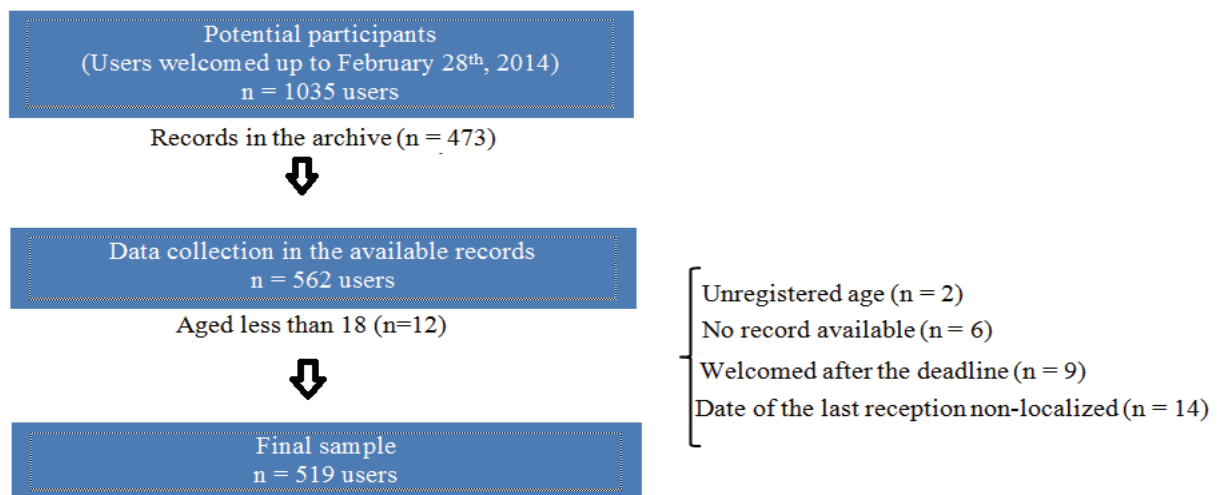 Potential participants
(Users welcomed up to February 28th, 2014)
n = 1035 users
Records in the archive (n = 473)
Data collection in the available records
n = 562 users
Aged less than 18 (n=12)
Unregistered age (n = 2)
No record available (n = 6)
Welcomed after the deadline (n = 9)
Date of the last reception non-localized (n = 14)
Final sample
n = 519 users